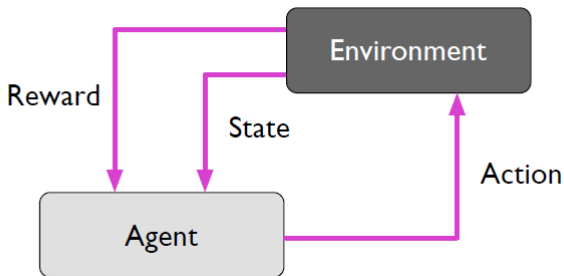 Environment
Reward
State
Action
Agent